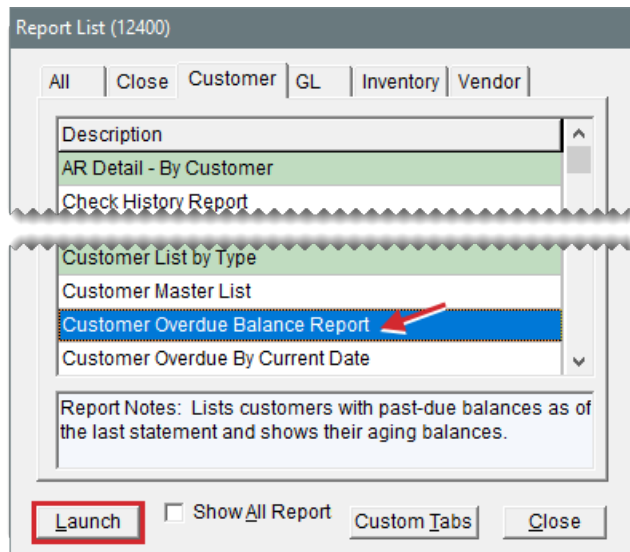 Report List (12400)
All Close Customer GL Inventory Vendor
Description
AR Detail - By Customer
Check History Report
Customer List by Type
Customer Master List
Customer Overdue Balance Report
Customer Overdue By Current Date
Report Notes: Lists customers with past-due balances as of
the last statement and shows their aging balances.
Launch Show All Report Custom Tabs Close